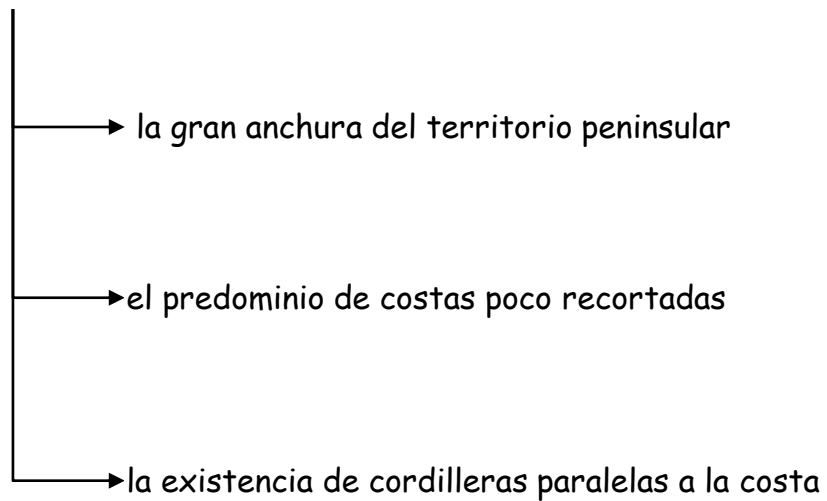 la gran anchura del territorio peninsular
el predominio de costas poco recortadas
la existencia de cordilleras paralelas a la costa